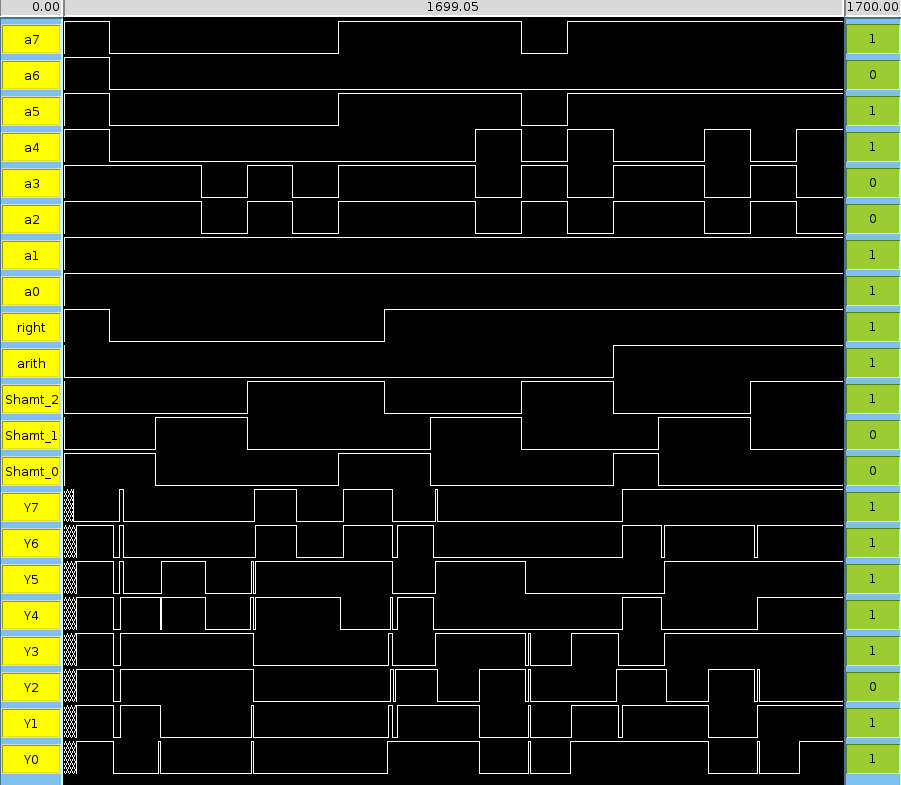 0.00 1699.05 1700.00
a7 1
a6 0
a5 1
a4 1
a3 0
a2 0
a1 1
a0 1
right 1
arith 1
Shamt_2 1
Shamt_1 0
Shamt_0 0
Y7 1
Y6 1
Y5 1
Y4 1
Y3 1
Y2 0
Y1 1
Y0 1